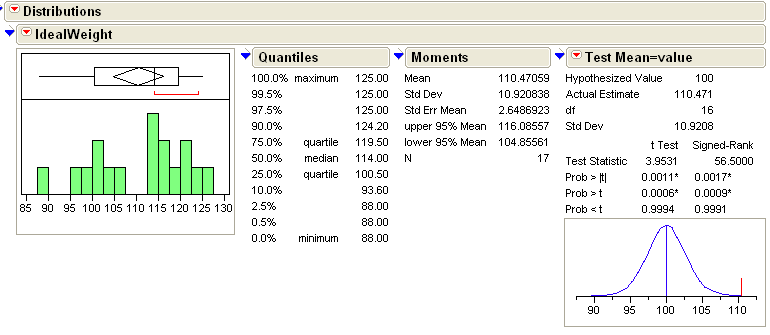 Distributions
IdealWeight
85 90 95 100 105 110 115 120 125 130
Quantiles
100.0% maximum 125.00
99.5% 125.00
97.5% 125.00
90.0% 124.20
75.0% quartile 119.50
50.0% median 114.00
25.0% quartile 100.50
10.0% 93.60
2.5% 88.00
0.5% 88.00
0.0% minimum 88.00
Moments
Mean 110.47059
Std Dev 10.920838
Std Err Mean 2.6486923
upper 95% Mean 116.08557
lower 95% Mean 104.85561
N 17
Test Mean=value
Hypothesized Value 100
Actual Estimate 110.471
df 16
Std Dev 10.9208
t Test Signed-Rank
Test Statistic 3.9531 56.5000
Prob > |t| 0.0011* 0.0017*
Prob > t 0.0006* 0.0009*
Prob < t 0.9994 0.9991
90 95 100 105 110